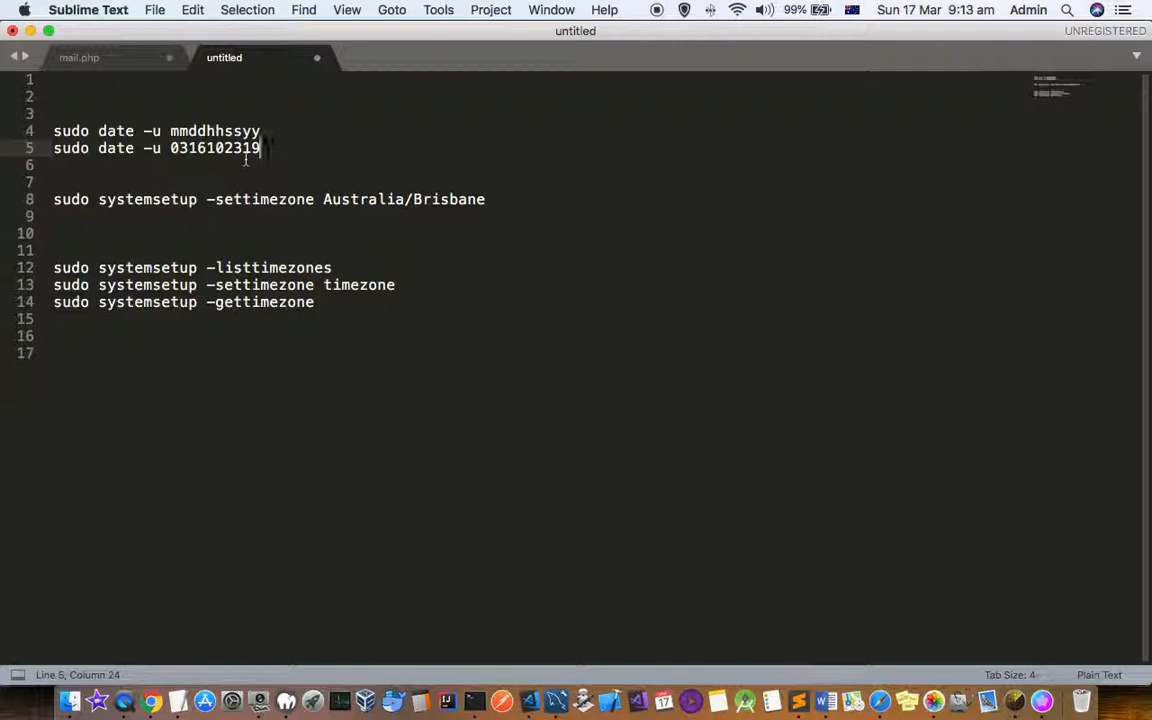 Sublime Text File Edit Selection Find View Goto Tools Project Window Help 99% Sun 17 Mar 9:13 am Admin
untitled UNREGISTERED
mail.php untitled
1
2
3
4 sudo date -u mmddhhssyy
5 sudo date -u 0316102319
6
7
8 sudo systemsetup -settimezone Australia/Brisbane
9
10
11
12 sudo systemsetup -listtimezones
13 sudo systemsetup -settimezone timezone
14 sudo systemsetup -gettimezone
15
16
17
Line 5, Column 24 Tab Size: 4 Plain Text
17